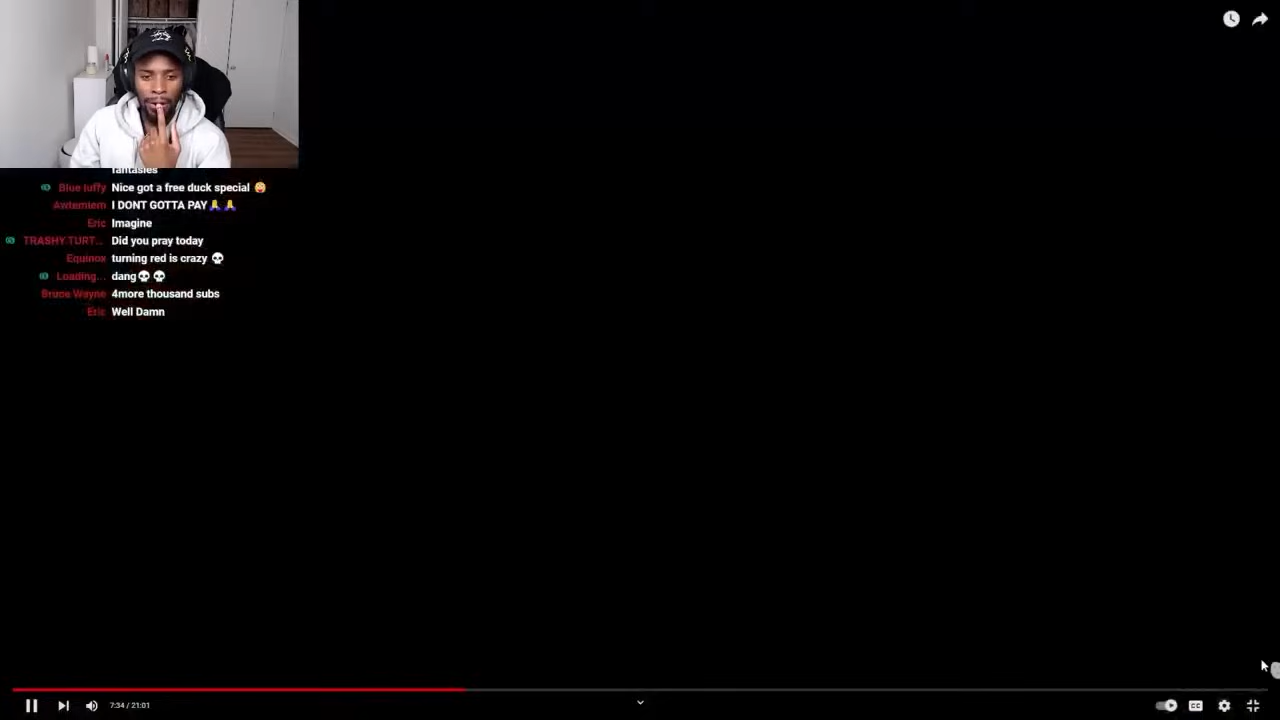 fantasies
Blue luffy Nice got a free duck special
Awtemiem I DONT GOTTA PAY
Eric Imagine
TRASHY TURT... Did you pray today
Equinox turning red is crazy
Loading... dang
Bruce Wayne 4more thousand subs
Eric Well Damn
7:34 / 21:01